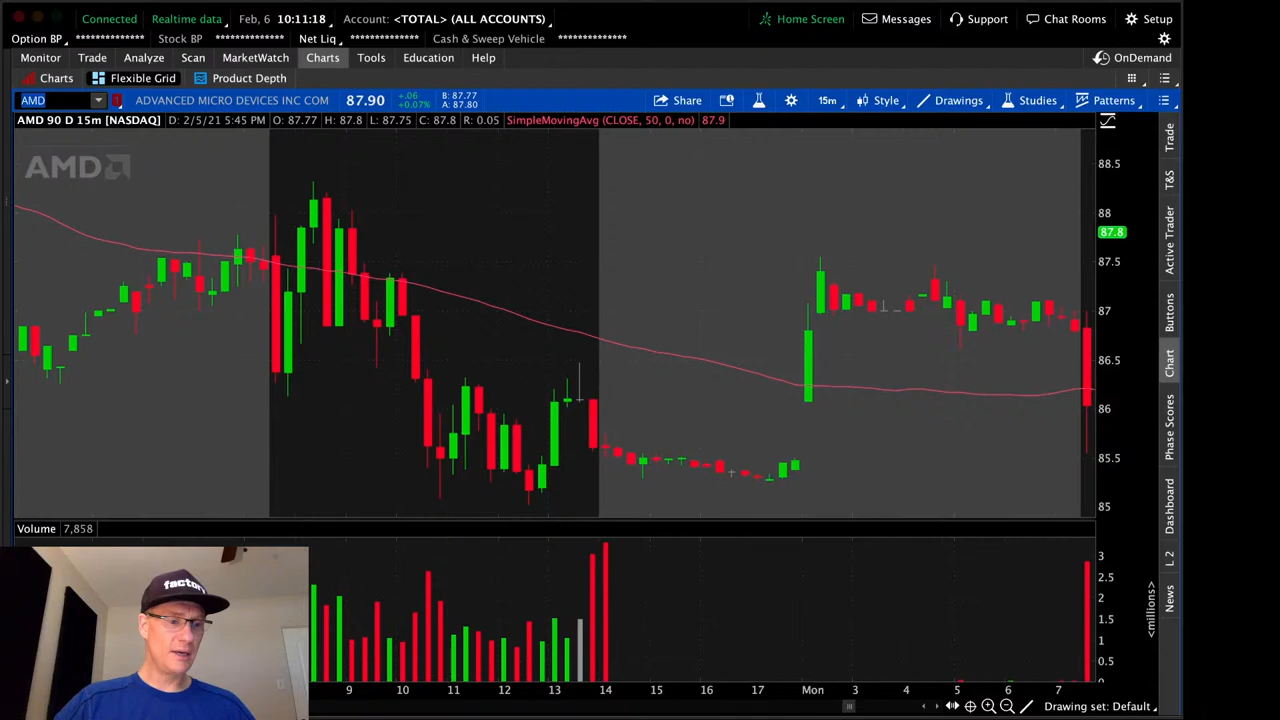 Connected Realtime data Feb, 6 10:11:18 Account: <TOTAL> (ALL ACCOUNTS) Home Screen Messages Support Chat Rooms Setup
Option BP ************** Stock BP ************** Net Liq ************** Cash & Sweep Vehicle **************
Monitor Trade Analyze Scan MarketWatch Charts Tools Education Help OnDemand
Charts Flexible Grid Product Depth
AMD ADVANCED MICRO DEVICES INC COM 87.90 +.06 +0.07% B: 87.77 A: 87.80 Share 15m Style Drawings Studies Patterns
AMD 90 D 15m [NASDAQ] D: 2/5/21 5:45 PM O: 87.77 H: 87.8 L: 87.75 C: 87.8 R: 0.05 SimpleMovingAvg (CLOSE, 50, 0, no) 87.9
AMD
88.5
88
87.8
87.5
87
86.5
86
85.5
85
Trade
T&S
Active Trader
Buttons
Chart
Phase Scores
Dashboard
L 2
News
Volume 7,858
3
2.5
2
1.5
1
0.5
<millions>
factory
9 10 11 12 13 14 15 16 17 Mon 3 4 5 6 7
Drawing set: Default